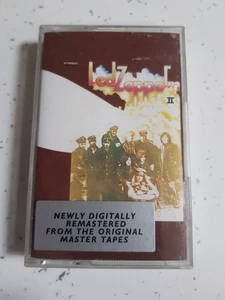 Led Zeppelin
II
NEWLY DIGITALLY
REMASTERED
FROM THE ORIGINAL
MASTER TAPES